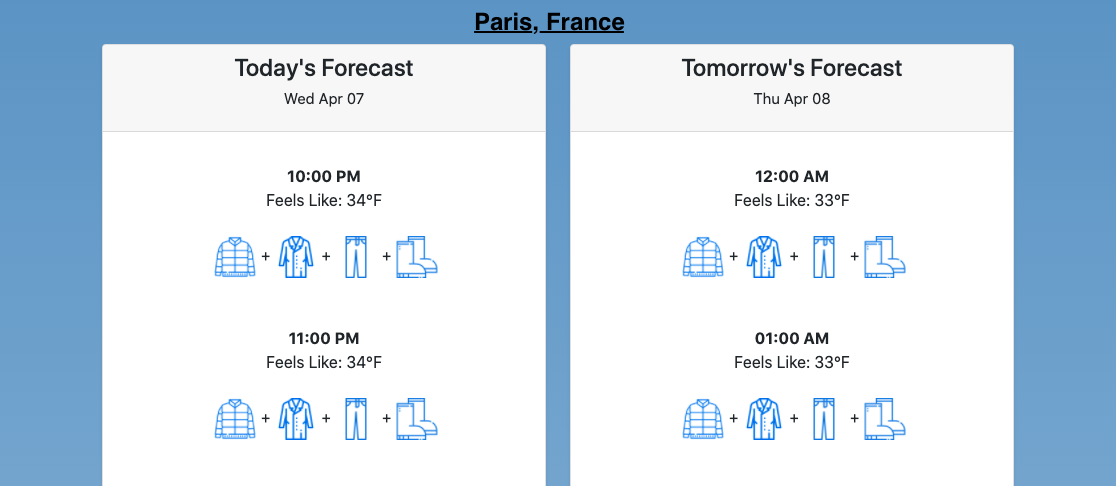 Paris, France
Today's Forecast
Wed Apr 07
10:00 PM
Feels Like: 34°F
+ + +
11:00 PM
Feels Like: 34°F
+ + +
Tomorrow's Forecast
Thu Apr 08
12:00 AM
Feels Like: 33°F
+ + +
01:00 AM
Feels Like: 33°F
+ + +